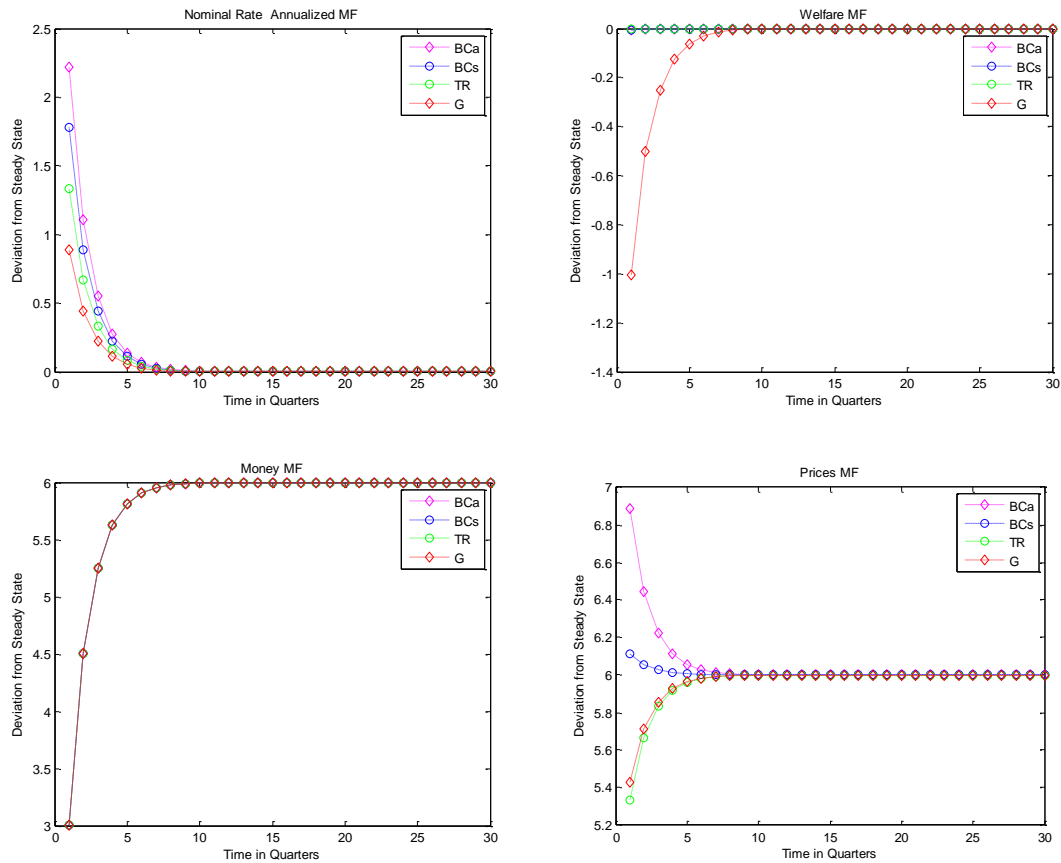 Nominal Rate Annualized MF
Deviation from Steady State
2.5
2
1.5
1
0.5
0
0 5 10 15 20 25 30
Time in Quarters
BCa
BCs
TR
G
Welfare MF
Deviation from Steady State
0
-0.2
-0.4
-0.6
-0.8
-1
-1.2
-1.4
0 5 10 15 20 25 30
Time in Quarters
BCa
BCs
TR
G
Money MF
Deviation from Steady State
6
5.5
5
4.5
4
3.5
3
0 5 10 15 20 25 30
Time in Quarters
BCa
BCs
TR
G
Prices MF
Deviation from Steady State
7
6.8
6.6
6.4
6.2
6
5.8
5.6
5.4
5.2
0 5 10 15 20 25 30
Time in Quarters
BCa
BCs
TR
G